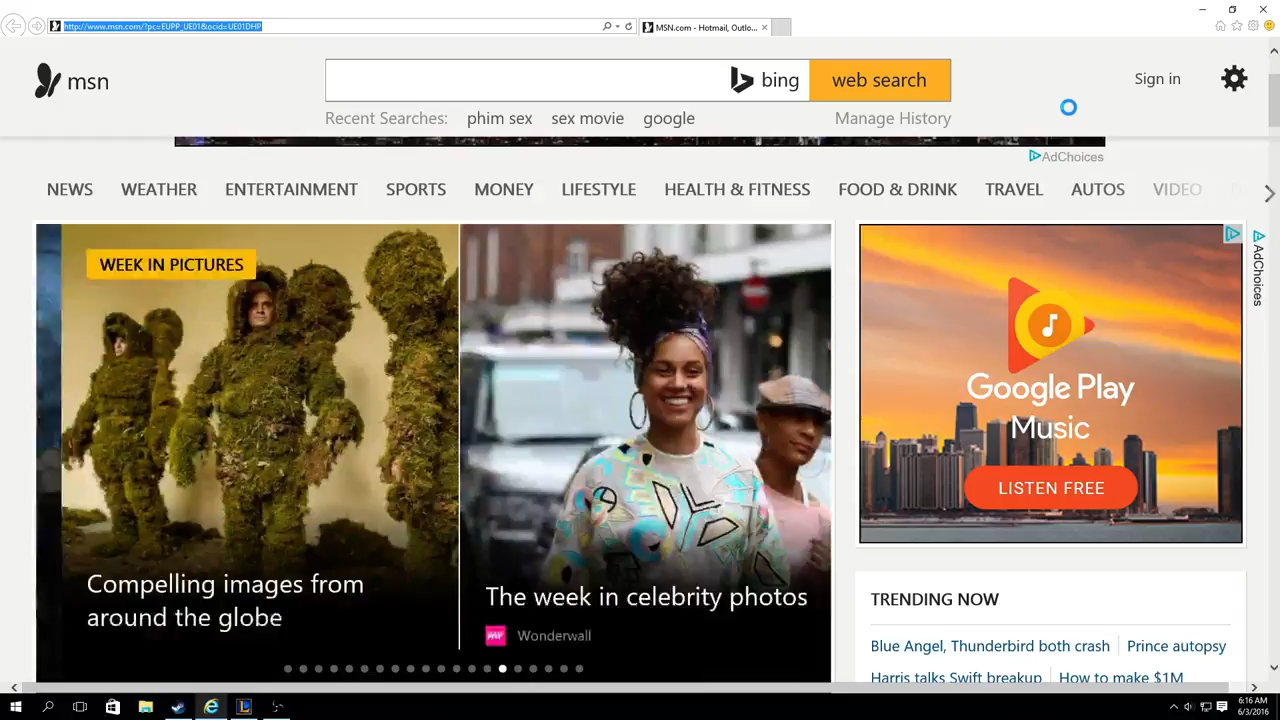 http://www.msn.com/?pc=EUPP_UE01&ocid=UE01DHP
MSN.com - Hotmail, Outlo...
msn
bing
web search
Sign in
Recent Searches: phim sex sex movie google
Manage History
AdChoices
NEWS WEATHER ENTERTAINMENT SPORTS MONEY LIFESTYLE HEALTH & FITNESS FOOD & DRINK TRAVEL AUTOS VIDEO
WEEK IN PICTURES
Compelling images from
around the globe
The week in celebrity photos
Wonderwall
AdChoices
Google Play
Music
LISTEN FREE
TRENDING NOW
Blue Angel, Thunderbird both crash
Prince autopsy
Harris talks Swift breakup
How to make $1M
6:16 AM
6/3/2016